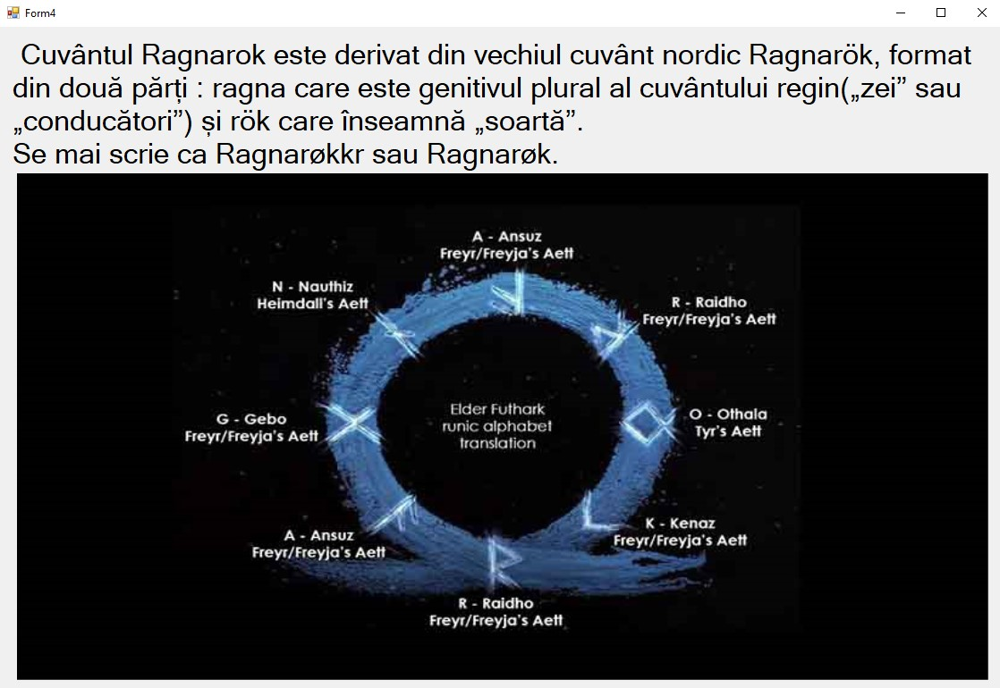 Form4
Cuvântul Ragnarok este derivat din vechiul cuvânt nordic Ragnarök, format
din două părți : ragna care este genitivul plural al cuvântului regin(„zei” sau
„conducători”) și rök care înseamnă „soartă”.
Se mai scrie ca Ragnarøkkr sau Ragnarøk.
A - Ansuz
Freyr/Freyja's Aett
N - Nauthiz
Heimdall's Aett
R - Raidho
Freyr/Freyja's Aett
G - Gebo
Freyr/Freyja's Aett
Elder Futhark
runic alphabet
translation
O - Othala
Tyr's Aett
A - Ansuz
Freyr/Freyja's Aett
K - Kenaz
Freyr/Freyja's Aett
R - Raidho
Freyr/Freyja's Aett